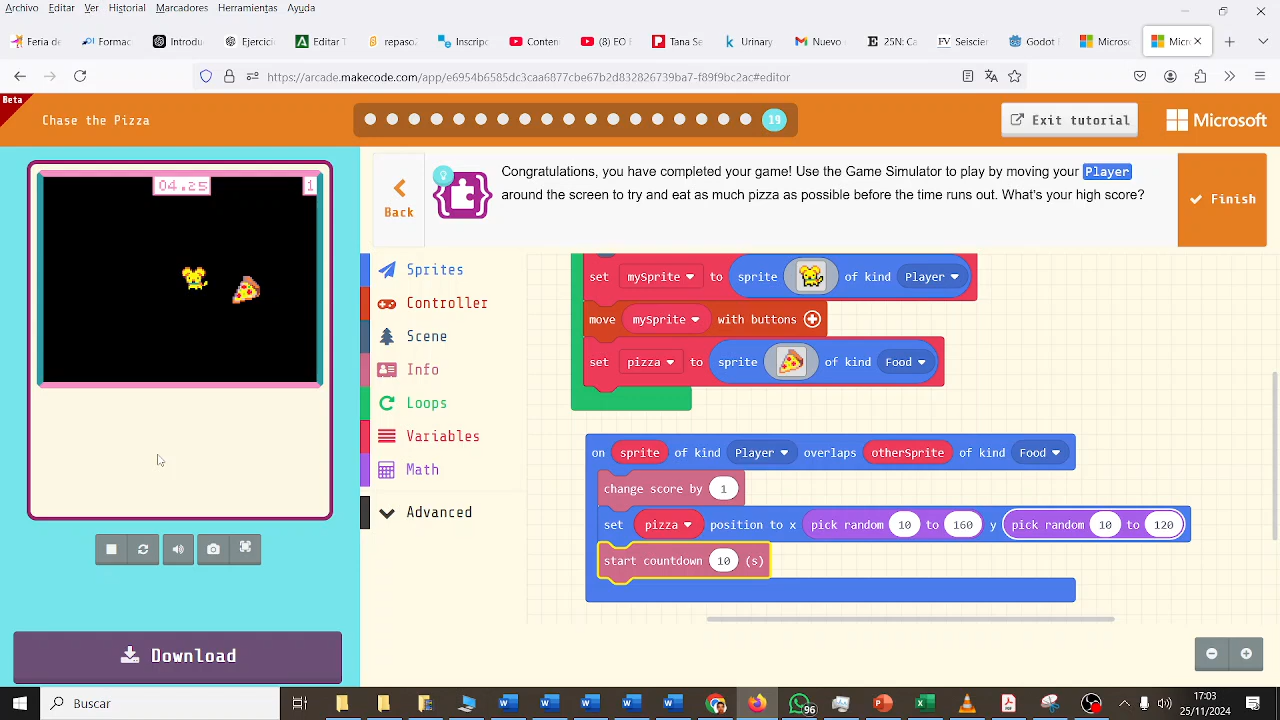 Archivo Editar Ver Historial Marcadores Herramientas Ayuda
Feria de
¿Formac
Introdu
Ejercici
Editar T
repaso
Inscripc
Content
(8) EO F
Tana Se
Urinary
Nuevo c
25N: Ca
Seiscier
Godot I
Microsc
Micro
https://arcade.makecode.com/app/ee954b6585dc3caa6877cbe67b2d832826739ba7-f89f9bc2ac#editor
Beta
Chase the Pizza
19
Exit tutorial
Microsoft
Back
Congratulations, you have completed your game! Use the Game Simulator to play by moving your Player
around the screen to try and eat as much pizza as possible before the time runs out. What's your high score?
Finish
04.25
1
Sprites
Controller
Scene
Info
Loops
Variables
Math
Advanced
set mySprite to sprite of kind Player
move mySprite with buttons
set pizza to sprite of kind Food
on sprite of kind Player overlaps otherSprite of kind Food
change score by 1
set pizza position to x pick random 10 to 160 y pick random 10 to 120
start countdown 10 (s)
Download
Buscar
96
17:03
25/11/2024